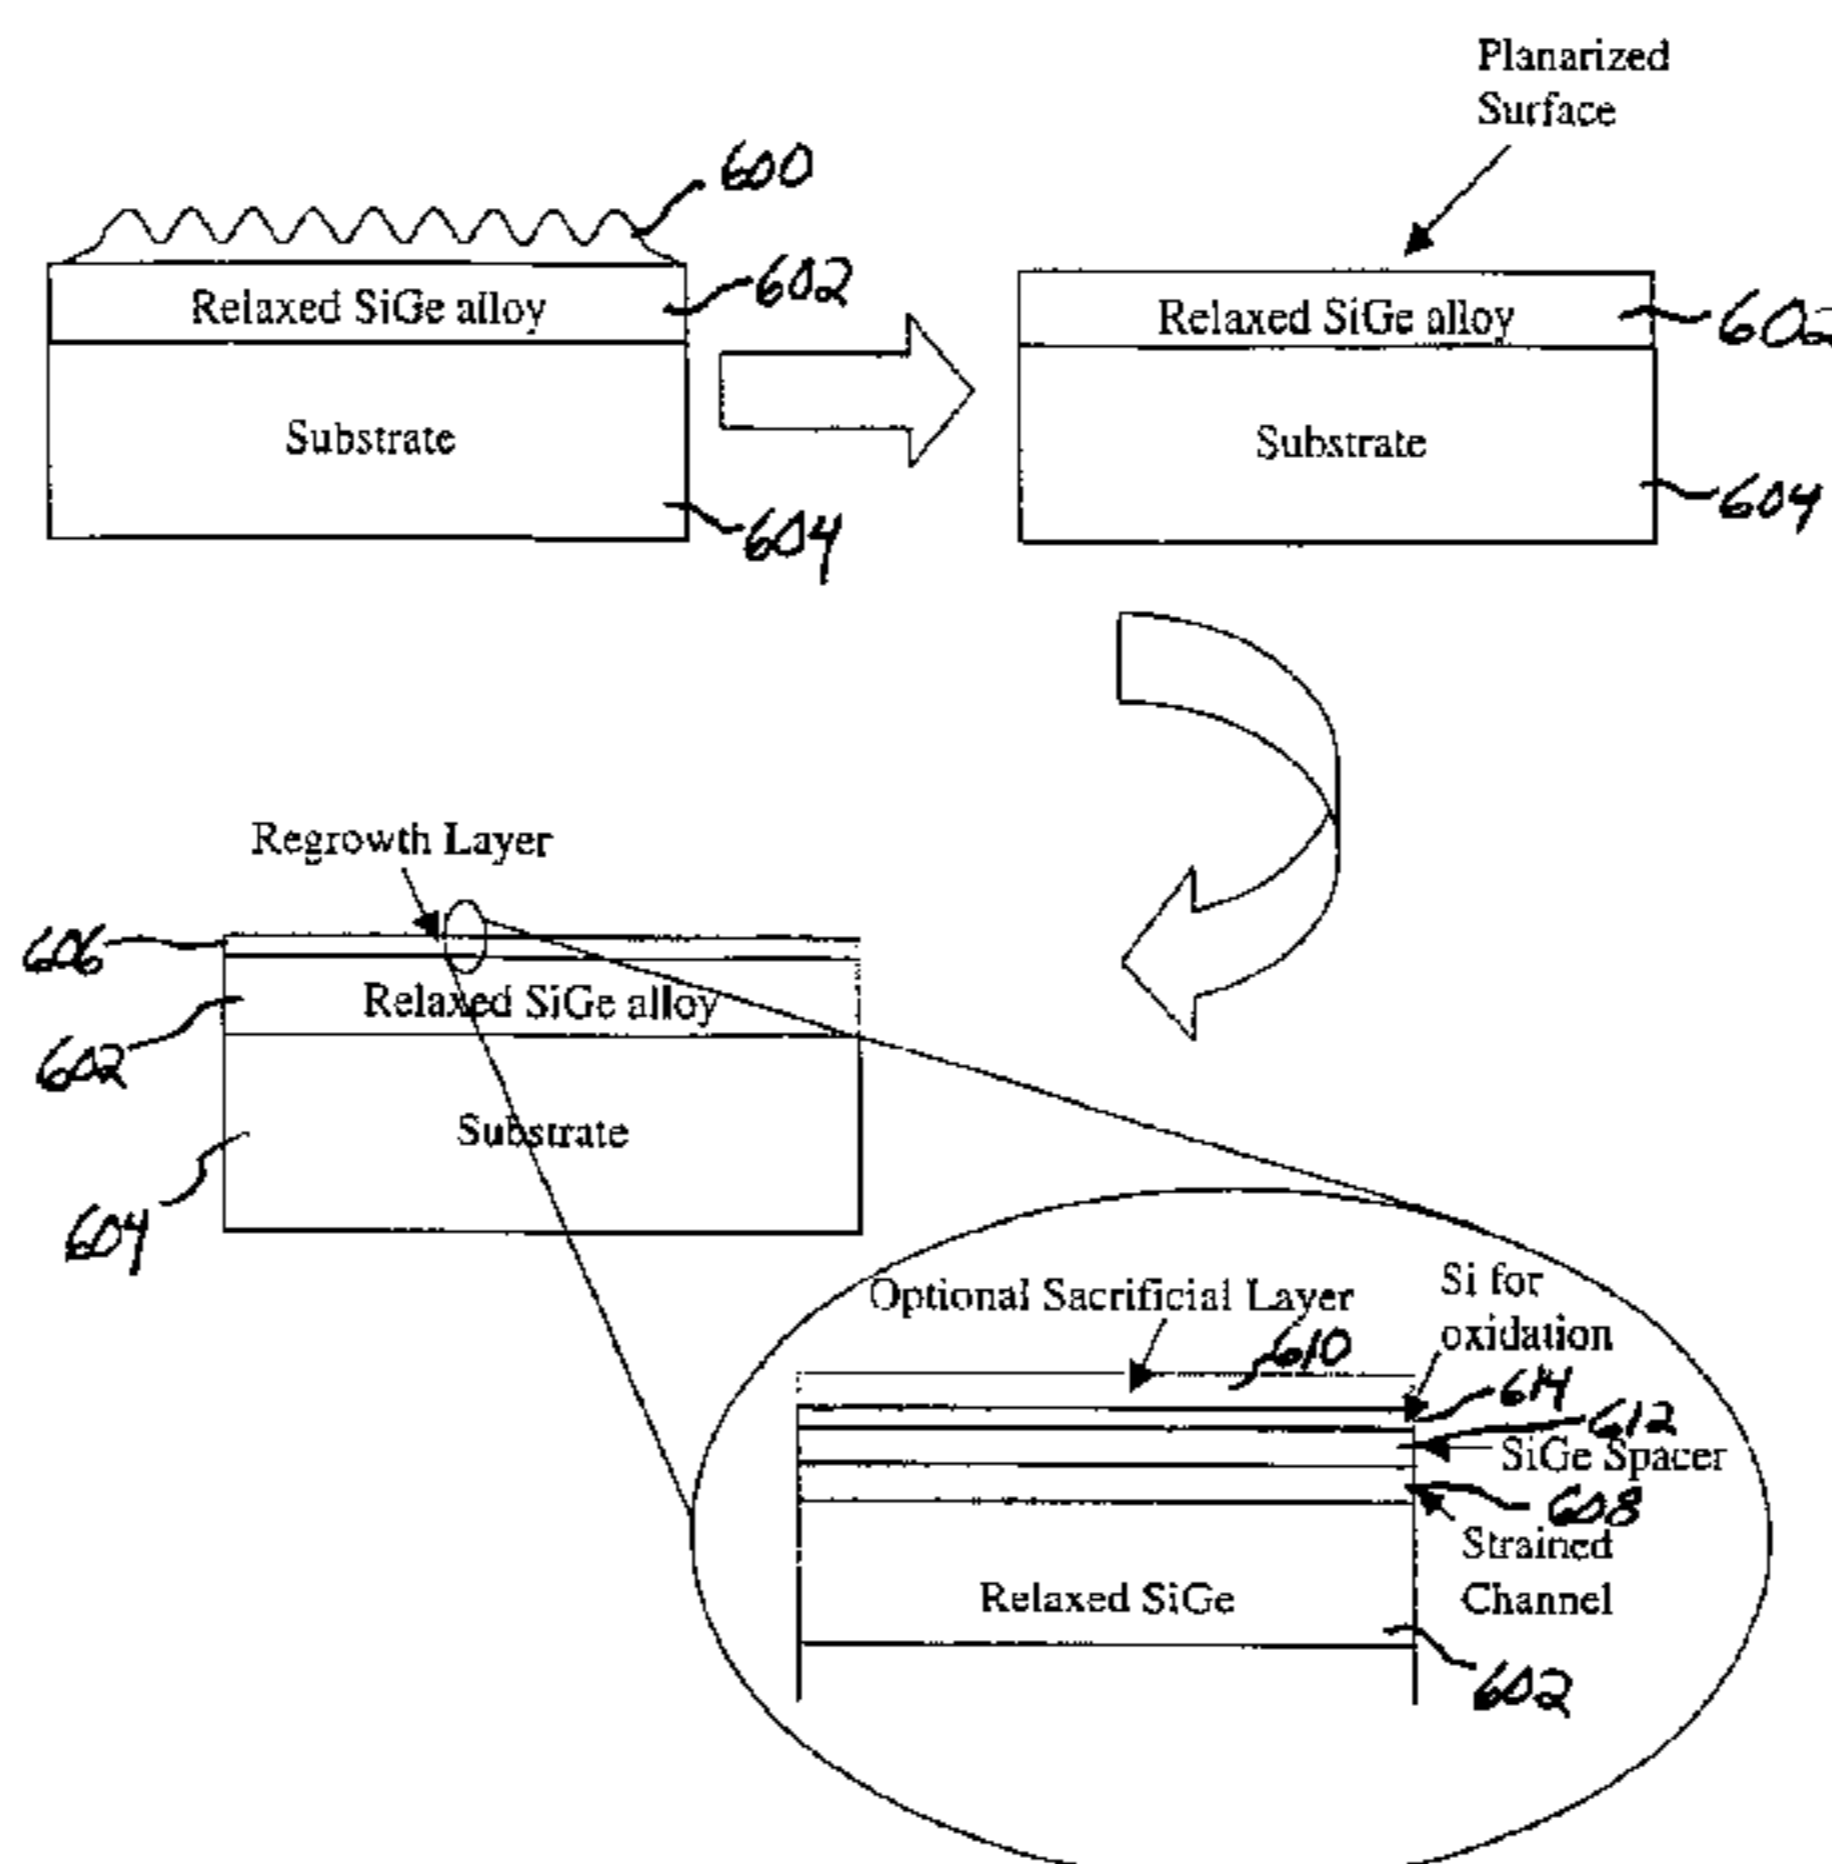 Planarized
Surface
600
602
Relaxed SiGe alloy
Substrate
604
Relaxed SiGe alloy
602
Substrate
604
Regrowth Layer
606
Relaxed SiGe alloy
602
Substrate
604
Optional Sacrificial Layer
610
Si for
oxidation
614
612
SiGe Spacer
608
Strained
Channel
Relaxed SiGe
602